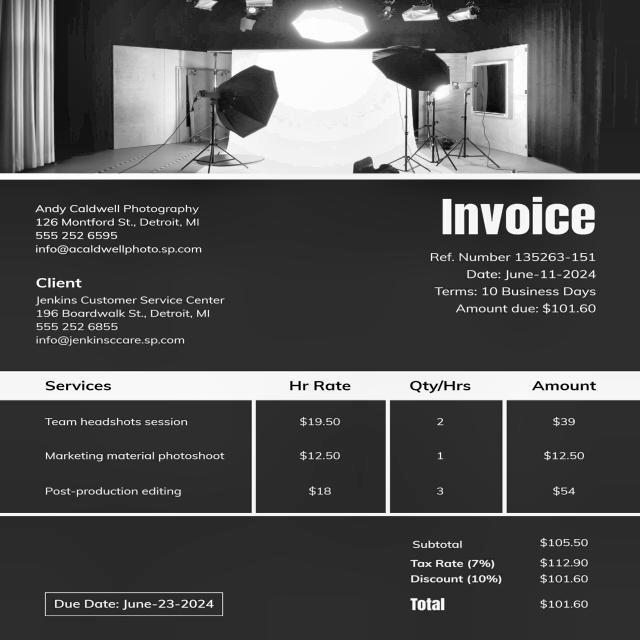 Andy Caldwell Photography
126 Montford St., Detroit, MI
555 252 6595
info@acaldwellphoto.sp.com
Client
Jenkins Customer Service Center
196 Boardwalk St., Detroit, MI
555 252 6855
info@jenkinsccare.sp.com
Invoice
Ref. Number 135263-151
Date: June-11-2024
Terms: 10 Business Days
Amount due: $101.60
Services Hr Rate Qty/Hrs Amount
Team headshots session $19.50 2 $39
Marketing material photoshoot $12.50 1 $12.50
Post-production editing $18 3 $54
Subtotal $105.50
Tax Rate (7%) $112.90
Discount (10%) $101.60
Total $101.60
Due Date: June-23-2024